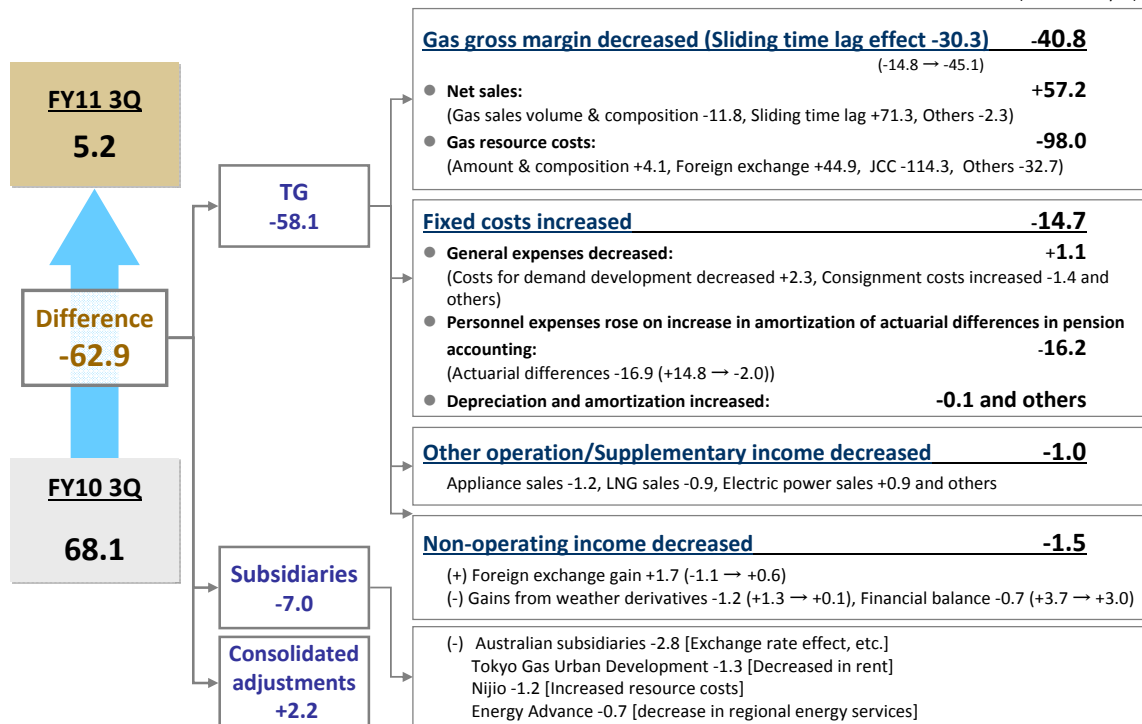 FY11 3Q
5.2
Difference
-62.9
FY10 3Q
68.1
TG
-58.1
Subsidiaries
-7.0
Consolidated
adjustments
+2.2
Gas gross margin decreased (Sliding time lag effect -30.3) -40.8
(-14.8 → -45.1)
● Net sales: +57.2
(Gas sales volume & composition -11.8, Sliding time lag +71.3, Others -2.3)
● Gas resource costs: -98.0
(Amount & composition +4.1, Foreign exchange +44.9, JCC -114.3, Others -32.7)
Fixed costs increased -14.7
● General expenses decreased: +1.1
(Costs for demand development decreased +2.3, Consignment costs increased -1.4 and
others)
● Personnel expenses rose on increase in amortization of actuarial differences in pension
accounting: -16.2
(Actuarial differences -16.9 (+14.8 → -2.0))
● Depreciation and amortization increased: -0.1 and others
Other operation/Supplementary income decreased -1.0
Appliance sales -1.2, LNG sales -0.9, Electric power sales +0.9 and others
Non-operating income decreased -1.5
(+) Foreign exchange gain +1.7 (-1.1 → +0.6)
(-) Gains from weather derivatives -1.2 (+1.3 → +0.1), Financial balance -0.7 (+3.7 → +3.0)
(-) Australian subsidiaries -2.8 [Exchange rate effect, etc.]
Tokyo Gas Urban Development -1.3 [Decreased in rent]
Nijio -1.2 [Increased resource costs]
Energy Advance -0.7 [decrease in regional energy services]